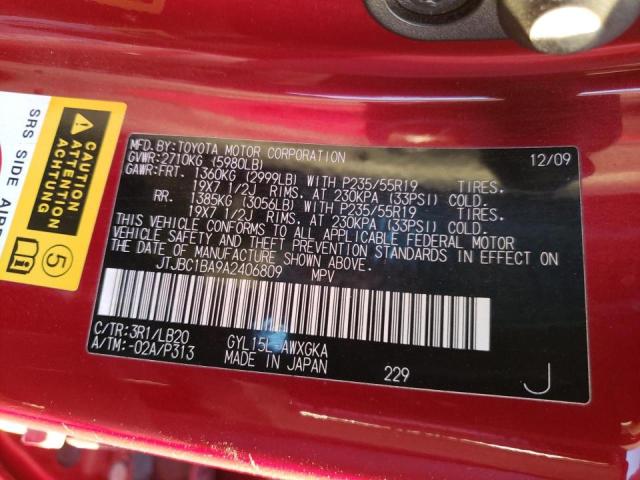 MFD.BY:TOYOTA MOTOR CORPORATION 12/09
GVWR:2710KG (5980LB)
GAWR:FRT. 1360KG (2999LB) WITH P235/55R19 TIRES.
19X7 1/2J RIMS. AT 230KPA (33PSI) COLD.
RR. 1385KG (3056LB) WITH P235/55R19 TIRES.
19X7 1/2J RIMS. AT 230KPA (33PSI) COLD.
THIS VEHICLE CONFORMS TO ALL APPLICABLE FEDERAL MOTOR
VEHICLE SAFETY AND THEFT PREVENTION STANDARDS IN EFFECT ON
THE DATE OF MANUFACTURE SHOWN ABOVE.
JTJBC1BA9A2406809 MPV
C/TR:3R1/LB20 GYL15L-AWXGKA
A/TM:-02A/P313 MADE IN JAPAN 229 J
SRS SIDE AIRB
Caution
Attention
5